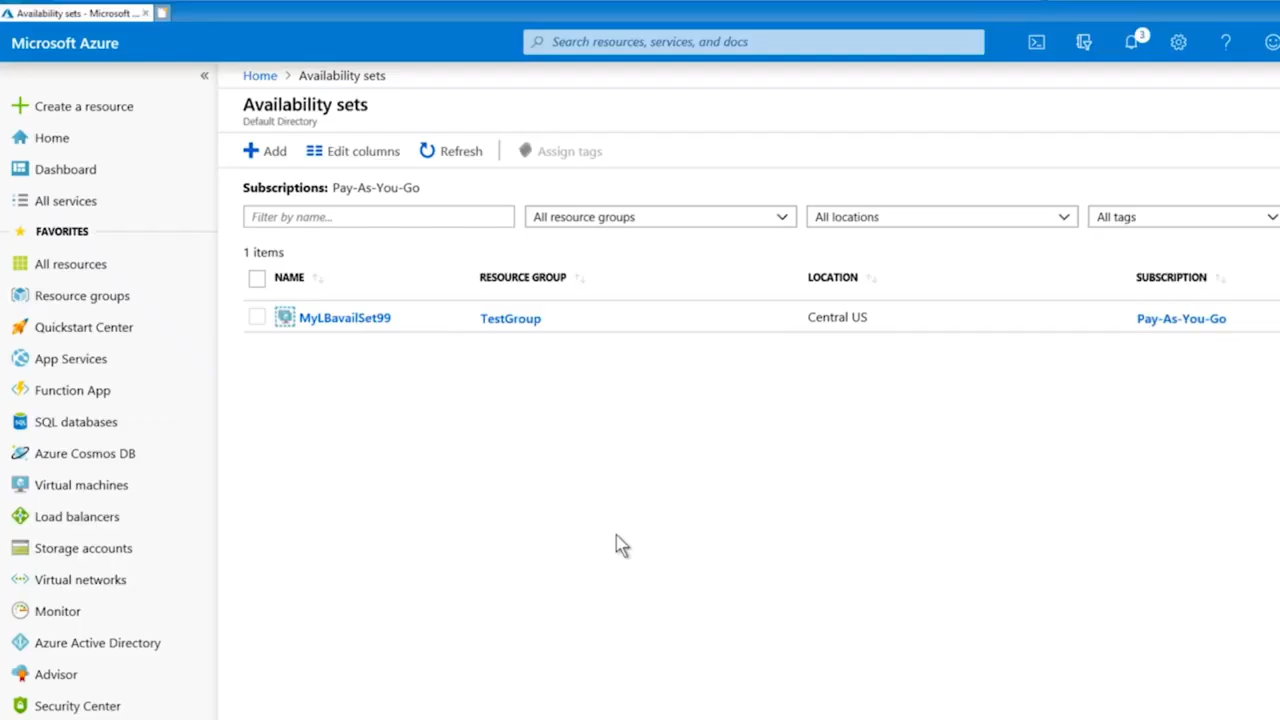 Availability sets - Microsoft ...
Microsoft Azure
Search resources, services, and docs
3
Home > Availability sets
Availability sets
Default Directory
Add Edit columns Refresh Assign tags
Subscriptions: Pay-As-You-Go
Filter by name... All resource groups All locations All tags
1 items
NAME RESOURCE GROUP LOCATION SUBSCRIPTION
MyLBavailSet99 TestGroup Central US Pay-As-You-Go
«
Create a resource
Home
Dashboard
All services
FAVORITES
All resources
Resource groups
Quickstart Center
App Services
Function App
SQL databases
Azure Cosmos DB
Virtual machines
Load balancers
Storage accounts
Virtual networks
Monitor
Azure Active Directory
Advisor
Security Center